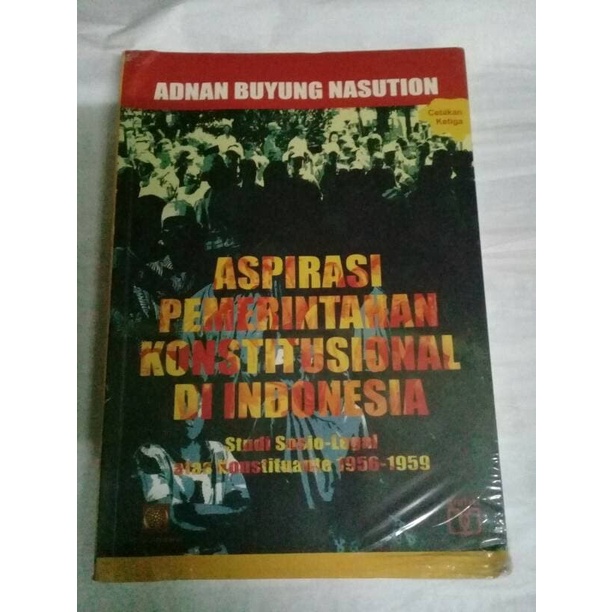 ADNAN BUYUNG NASUTION
Cetakan
Ketiga
ASPIRASI
PEMERINTAHAN
KONSTITUSIONAL
DI INDONESIA
Studi Sosio-Legal
atas Konstituante 1956-1959